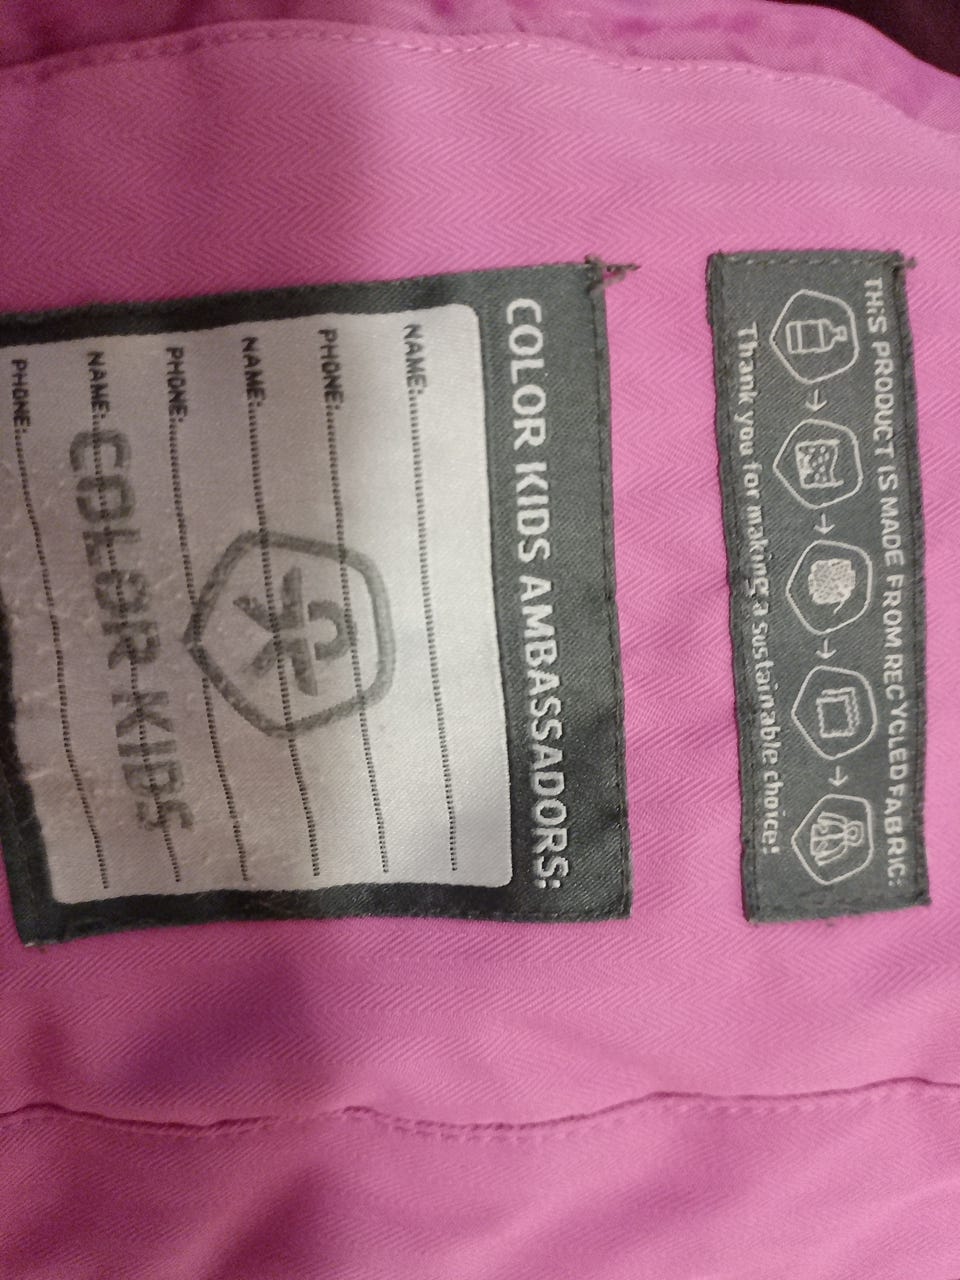 THIS PRODUCT IS MADE FROM RECYCLED FABRIC:
Thank you for making a sustainable choice!
COLOR KIDS AMBASSADORS:
NAME:
PHONE:
NAME:
PHONE:
NAME:
PHONE:
COLOR KIDS